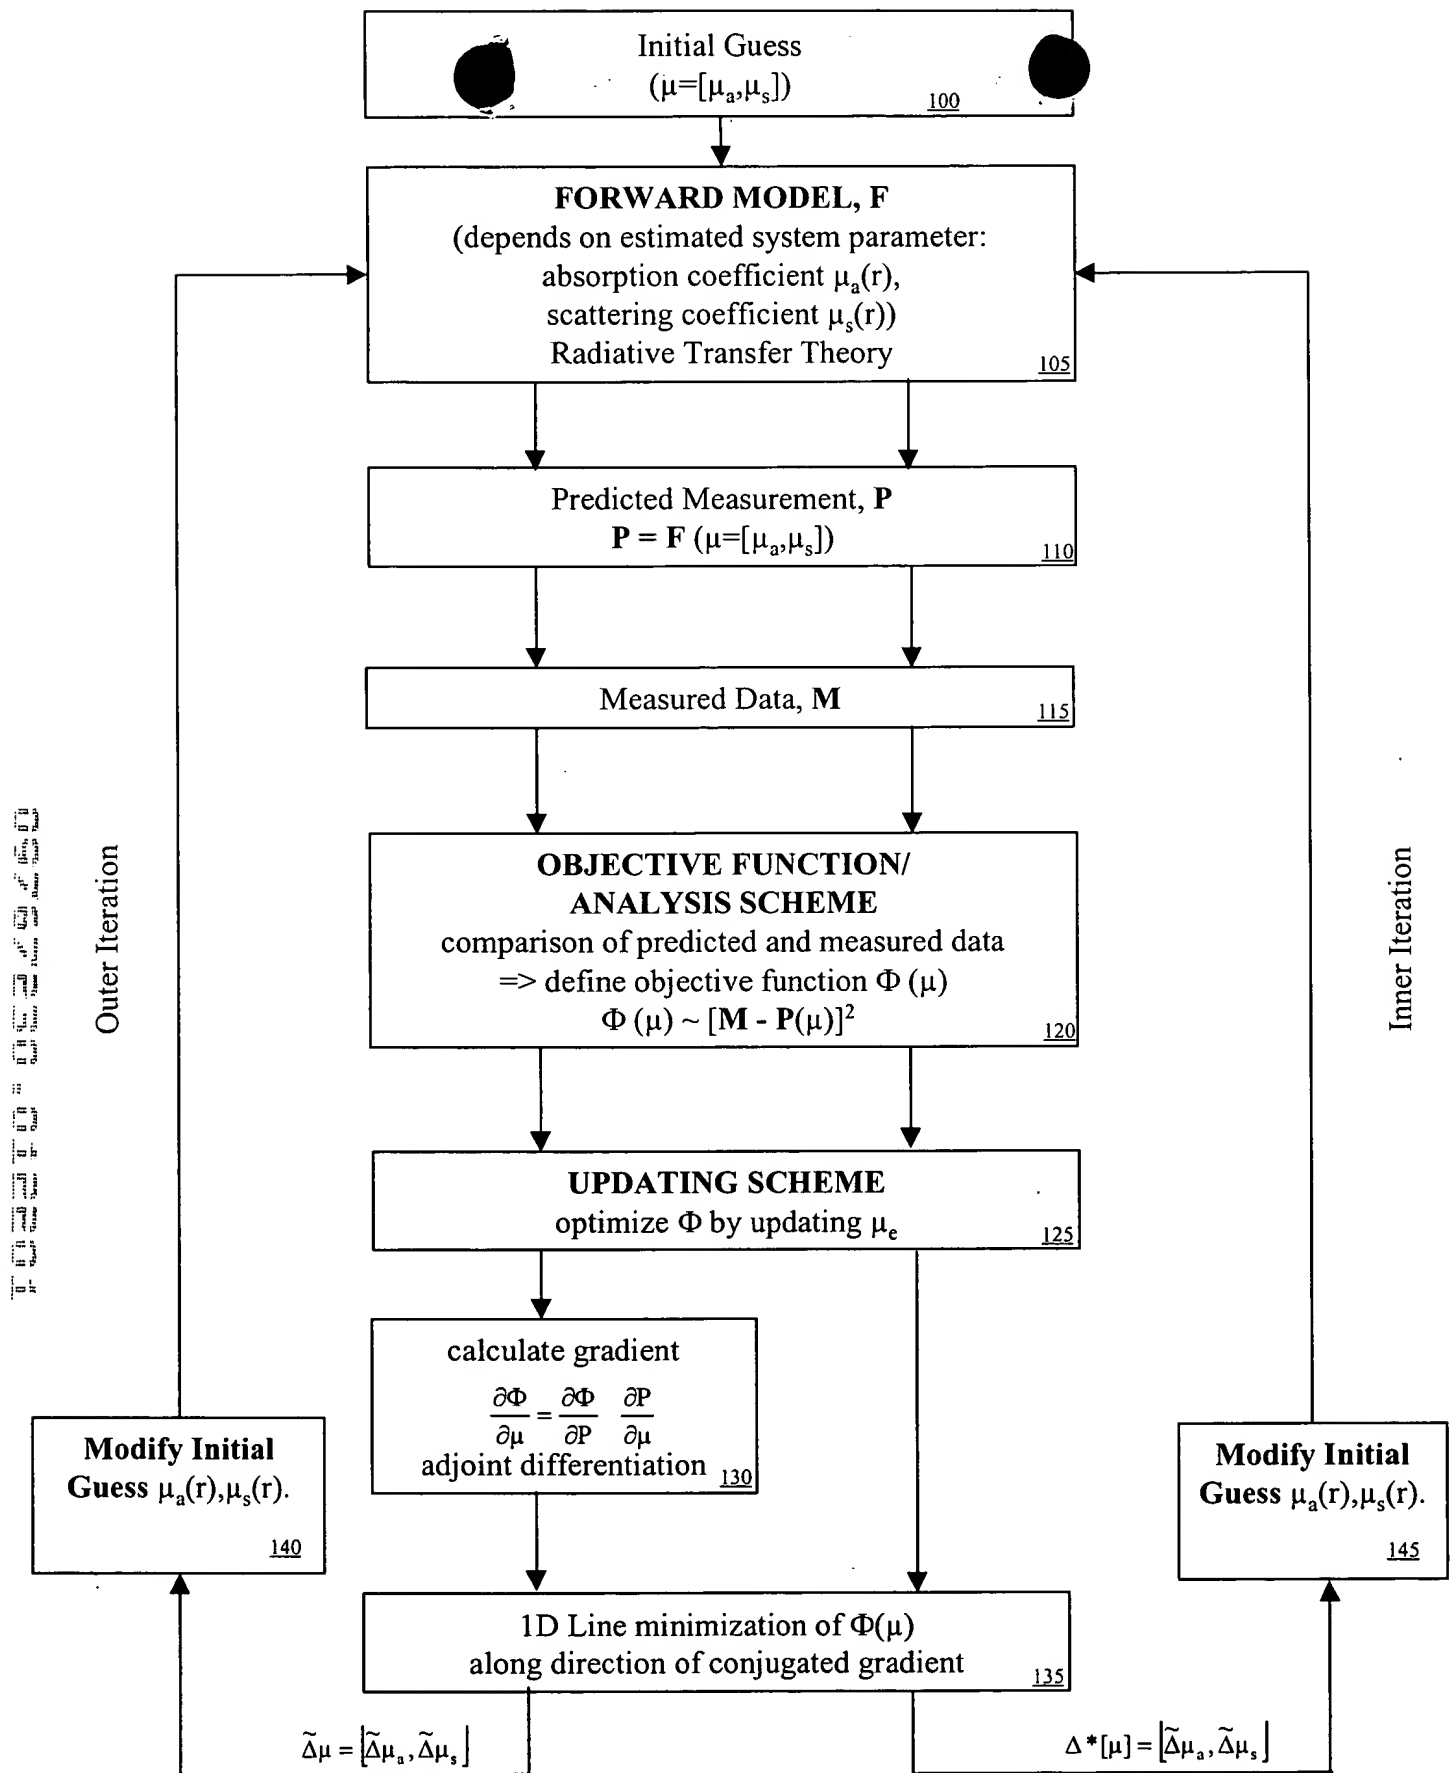 Initial Guess
(μ=[μₐ,μₛ])
100
FORWARD MODEL, F
(depends on estimated system parameter:
absorption coefficient μₐ(r),
scattering coefficient μₛ(r))
Radiative Transfer Theory
105
Predicted Measurement, P
P = F (μ=[μₐ,μₛ])
110
Measured Data, M
115
OBJECTIVE FUNCTION/
ANALYSIS SCHEME
comparison of predicted and measured data
=> define objective function Φ (μ)
Φ (μ) ~ [M - P(μ)]²
120
Outer Iteration
Inner Iteration
UPDATING SCHEME
optimize Φ by updating μₑ
125
calculate gradient
∂Φ/∂μ = ∂Φ/∂P ∂P/∂μ
adjoint differentiation
130
Modify Initial
Guess μₐ(r),μₛ(r).
140
Modify Initial
Guess μₐ(r),μₛ(r).
145
1D Line minimization of Φ(μ)
along direction of conjugated gradient
135
Δ̃μ = ⌊Δ̃μₐ, Δ̃μₛ⌋
Δ*[μ] = ⌊Δ̃μₐ, Δ̃μₛ⌋